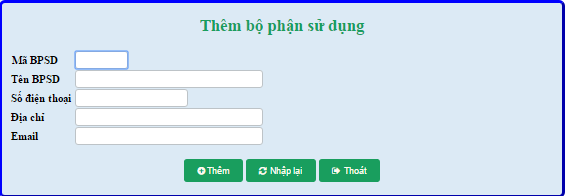 Thêm bộ phận sử dụng
Mã BPSD
Tên BPSD
Số điện thoại
Địa chỉ
Email
Thêm Nhập lại Thoát